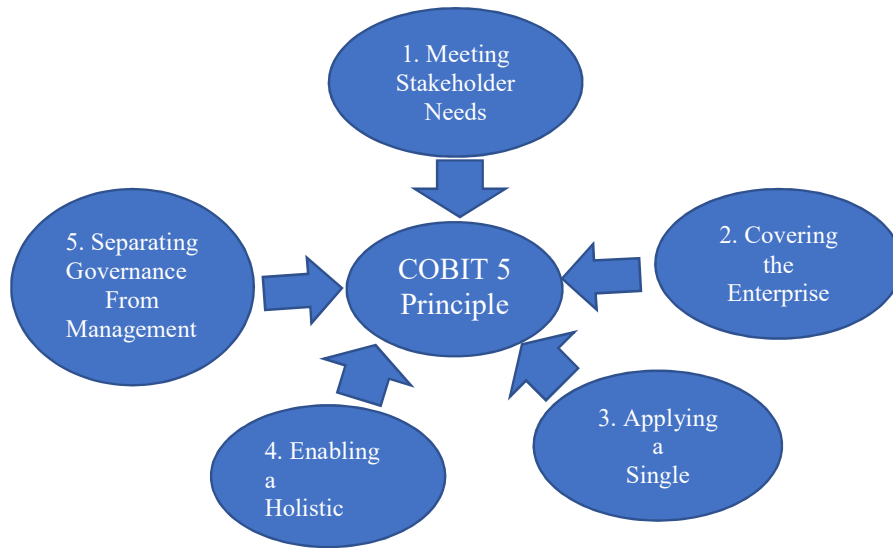 1. Meeting
Stakeholder
Needs
2. Covering
the
Enterprise
3. Applying
a
Single
4. Enabling
a
Holistic
5. Separating
Governance
From
Management
COBIT 5
Principle